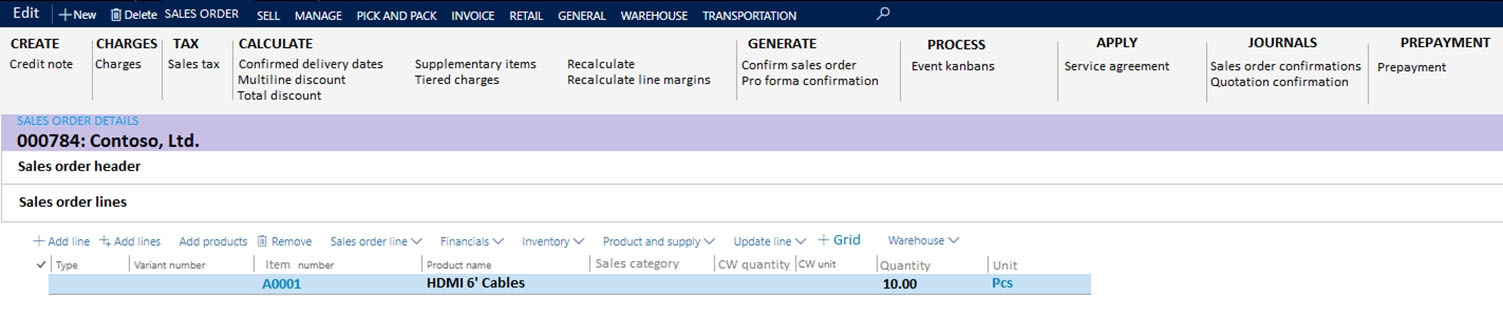 Edit +New Delete SALES ORDER SELL MANAGE PICK AND PACK INVOICE RETAIL GENERAL WAREHOUSE TRANSPORTATION
CREATE CHARGES TAX CALCULATE GENERATE PROCESS APPLY JOURNALS PREPAYMENT
Credit note Charges Sales tax Confirmed delivery dates Supplementary items Recalculate Confirm sales order Event kanbans Service agreement Sales order confirmations Prepayment
Multiline discount Tiered charges Recalculate line margins Pro forma confirmation Quotation confirmation
Total discount
SALES ORDER DETAILS
000784: Contoso, Ltd.
Sales order header
Sales order lines
+ Add line Add lines Add products Remove Sales order line Financials Inventory Product and supply Update line + Grid Warehouse
Type Variant number Item number Product name Sales category CW quantity CW unit Quantity Unit
A0001 HDMI 6' Cables 10.00 Pcs